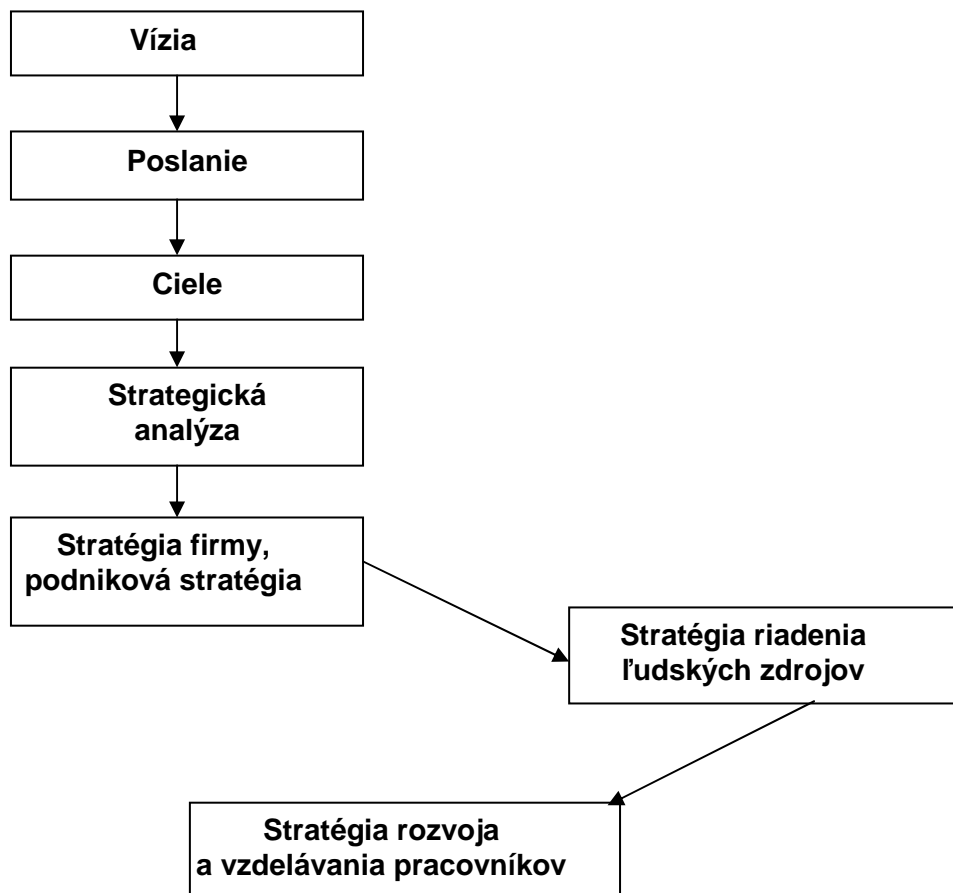 Vízia
Poslanie
Ciele
Strategická
analýza
Stratégia firmy,
podniková stratégia
Stratégia riadenia
ľudských zdrojov
Stratégia rozvoja
a vzdelávania pracovníkov